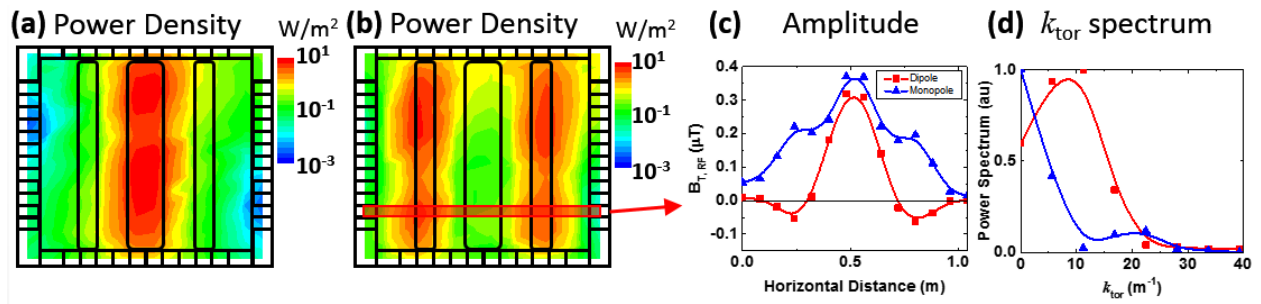 (a) Power Density W/m²
10¹
10⁻¹
10⁻³
(b) Power Density W/m²
10¹
10⁻¹
10⁻³
(c) Amplitude
0.4
0.3
0.2
0.1
0.0
-0.1
B_T,RF (μT)
Dipole
Monopole
0.0 0.5 1.0
Horizontal Distance (m)
(d) k_tor spectrum
1.0
0.5
0.0
Power Spectrum (au)
0 10 20 30 40
k_tor (m⁻¹)